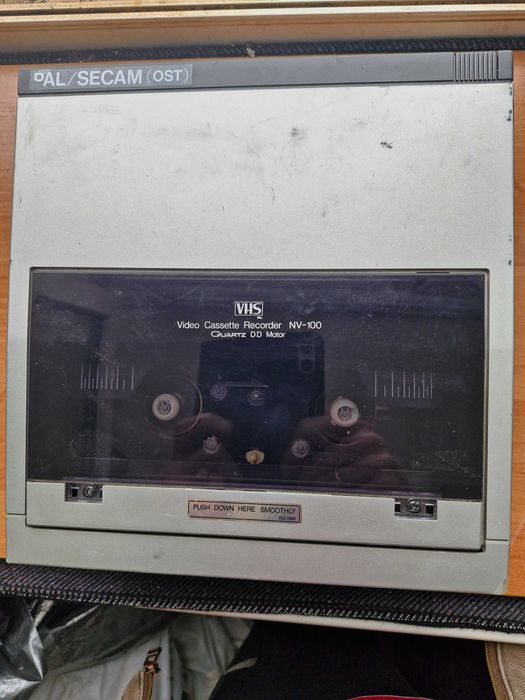 PAL/SECAM (OST)
VHS
Video Cassette Recorder NV-100
QUARTZ DD Motor
PUSH DOWN HERE SMOOTHLY